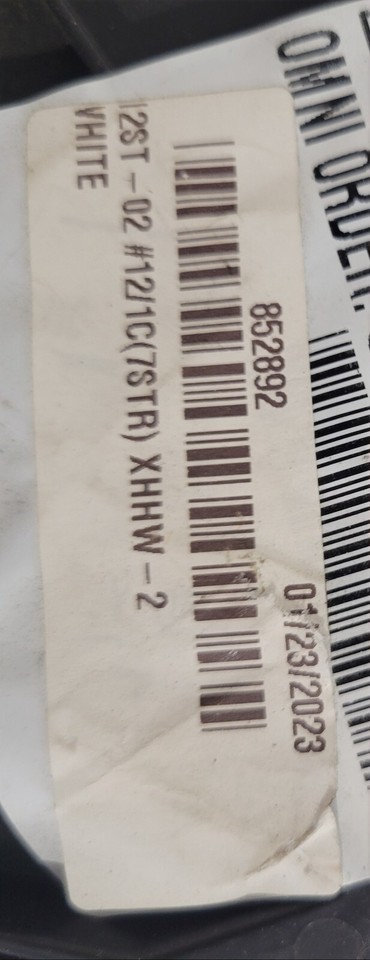 OMNI ORDER:
852892
01/23/2023
12ST-02 #12/1C(7STR) XHHW-2
WHITE